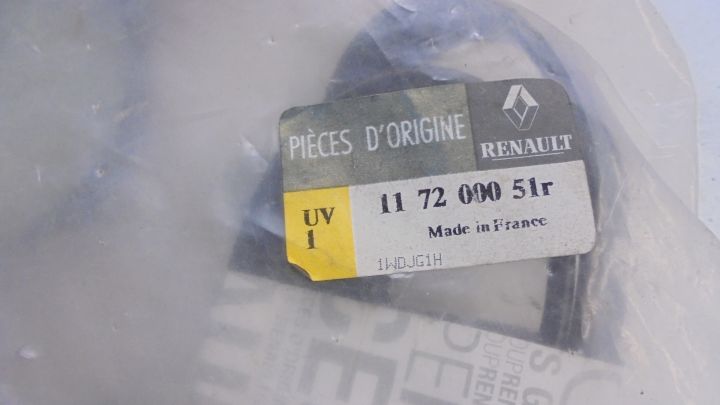 PIÈCES D'ORIGINE
RENAULT
UV
1
11 72 000 51r
Made in France
1WDJG1H